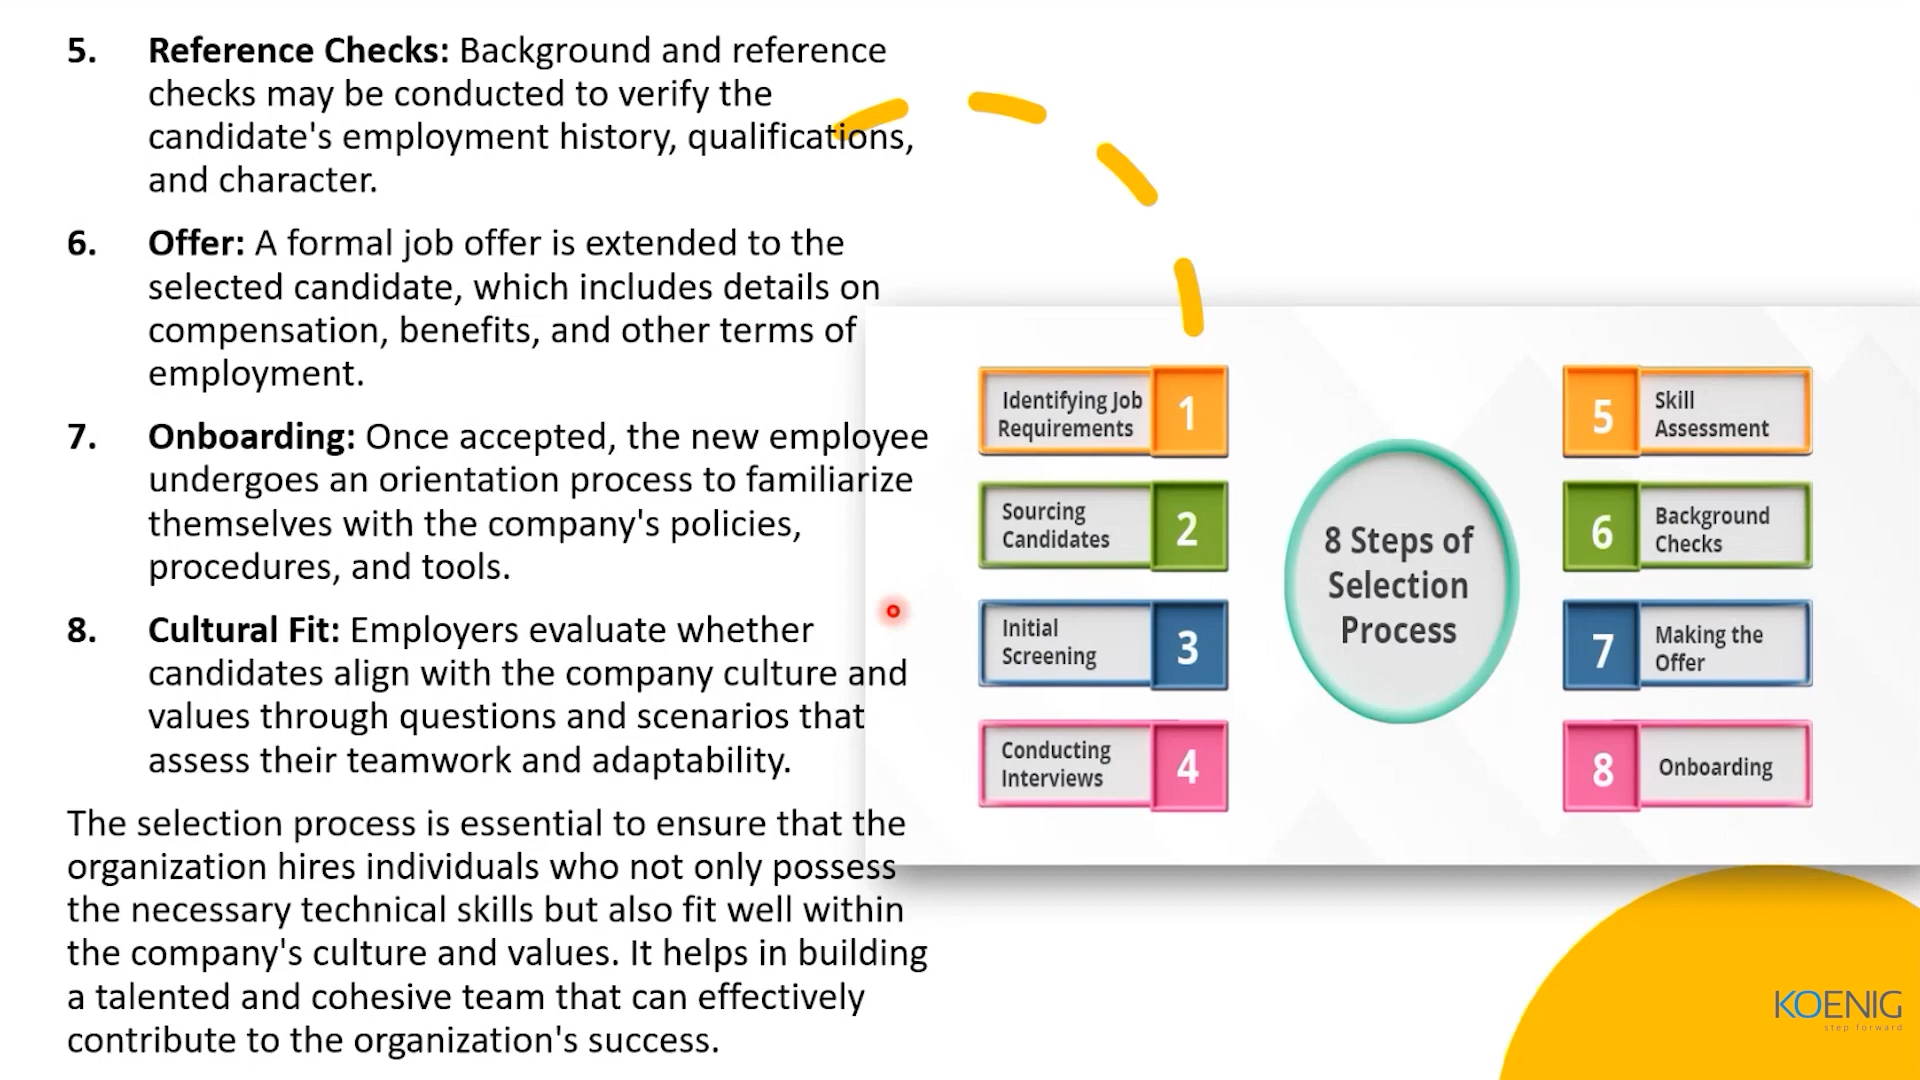 5. Reference Checks: Background and reference
checks may be conducted to verify the
candidate's employment history, qualifications,
and character.
6. Offer: A formal job offer is extended to the
selected candidate, which includes details on
compensation, benefits, and other terms of
employment.
7. Onboarding: Once accepted, the new employee
undergoes an orientation process to familiarize
themselves with the company's policies,
procedures, and tools.
8. Cultural Fit: Employers evaluate whether
candidates align with the company culture and
values through questions and scenarios that
assess their teamwork and adaptability.
The selection process is essential to ensure that the
organization hires individuals who not only possess
the necessary technical skills but also fit well within
the company's culture and values. It helps in building
a talented and cohesive team that can effectively
contribute to the organization's success.
Identifying Job
Requirements
1
Sourcing
Candidates
2
Initial
Screening
3
Conducting
Interviews
4
8 Steps of
Selection
Process
5
Skill
Assessment
6
Background
Checks
7
Making the
Offer
8
Onboarding
KOENIG
step forward